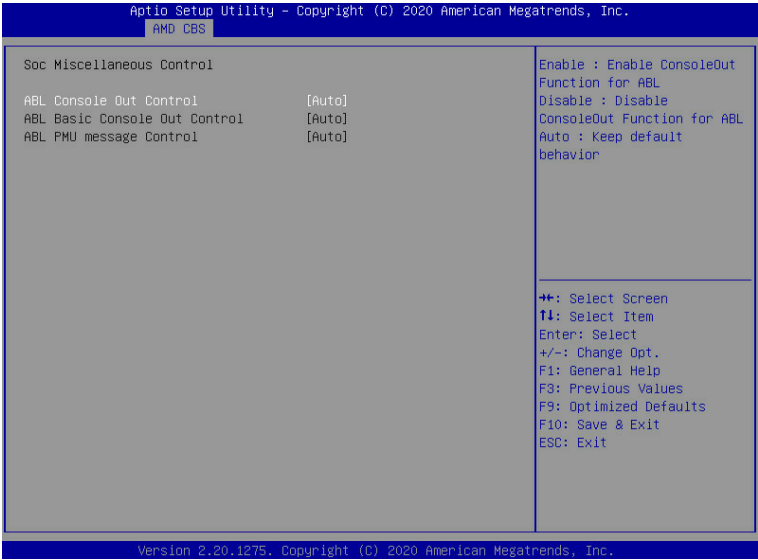 Aptio Setup Utility – Copyright (C) 2020 American Megatrends, Inc.
AMD CBS
Soc Miscellaneous Control
ABL Console Out Control [Auto]
ABL Basic Console Out Control [Auto]
ABL PMU message Control [Auto]
Enable : Enable ConsoleOut
Function for ABL
Disable : Disable
ConsoleOut Function for ABL
Auto : Keep default
behavior
→←: Select Screen
↑↓: Select Item
Enter: Select
+/-: Change Opt.
F1: General Help
F3: Previous Values
F9: Optimized Defaults
F10: Save & Exit
ESC: Exit
Version 2.20.1275. Copyright (C) 2020 American Megatrends, Inc.